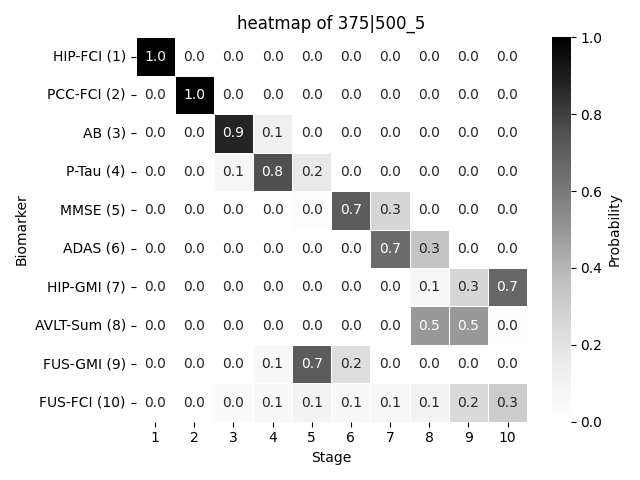 heatmap of 375|500_5
HIP-FCI (1) 1.0 0.0 0.0 0.0 0.0 0.0 0.0 0.0 0.0 0.0
PCC-FCI (2) 0.0 1.0 0.0 0.0 0.0 0.0 0.0 0.0 0.0 0.0
AB (3) 0.0 0.0 0.9 0.1 0.0 0.0 0.0 0.0 0.0 0.0
P-Tau (4) 0.0 0.0 0.1 0.8 0.2 0.0 0.0 0.0 0.0 0.0
MMSE (5) 0.0 0.0 0.0 0.0 0.0 0.7 0.3 0.0 0.0 0.0
ADAS (6) 0.0 0.0 0.0 0.0 0.0 0.0 0.7 0.3 0.0 0.0
HIP-GMI (7) 0.0 0.0 0.0 0.0 0.0 0.0 0.0 0.1 0.3 0.7
AVLT-Sum (8) 0.0 0.0 0.0 0.0 0.0 0.0 0.0 0.5 0.5 0.0
FUS-GMI (9) 0.0 0.0 0.0 0.1 0.7 0.2 0.0 0.0 0.0 0.0
FUS-FCI (10) 0.0 0.0 0.0 0.1 0.1 0.1 0.1 0.1 0.2 0.3
1 2 3 4 5 6 7 8 9 10
Stage
Biomarker
1.0
0.8
0.6
0.4
0.2
0.0
Probability